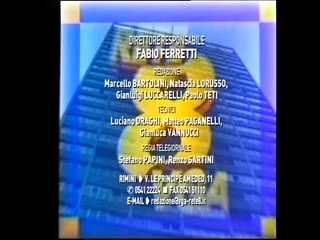 DIRETTORE RESPONSABILE
FABIO FERRETTI
REDAZIONE
Marcello BARTOLINI, Natascia LORUSSO,
Gianluigi LUCCARELLI, Paolo TETI
TECNICI
Luciano DRAGHI, Matteo PAGANELLI,
Gianluca VANNUCCI
REGIA TELEGIORNALE
Stefano PAPINI, Renzo SARTINI
RIMINI V. LE PRINCIPE AMEDEO, 11
0541 22224 FAX 0541 51110
E-MAIL redazione@vga-rete8.it